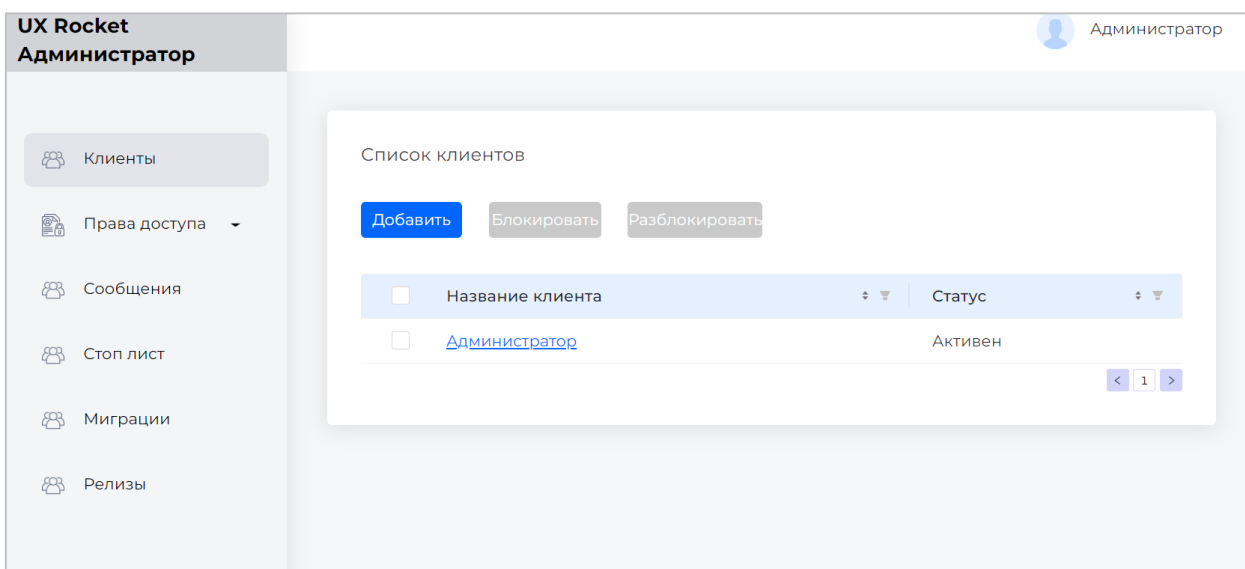 UX Rocket
Администратор
Администратор
Клиенты
Права доступа
Сообщения
Стоп лист
Миграции
Релизы
Список клиентов
Добавить Блокировать Разблокировать
Название клиента Статус
Администратор Активен
< 1 >